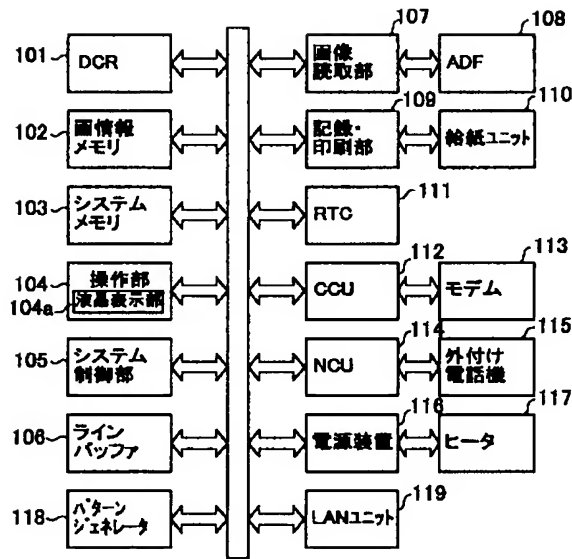 101
DCR
102
画情報
メモリ
103
システム
メモリ
104
操作部
104a
液晶表示部
105
システム
制御部
106
ライン
バッファ
118
パターン
ジェネレータ
107
画像
読取部
108
ADF
109
記録・
印刷部
110
給紙ユニット
111
RTC
112
CCU
113
モデム
114
NCU
115
外付け
電話機
116
電源装置
117
ヒータ
119
LANユニット